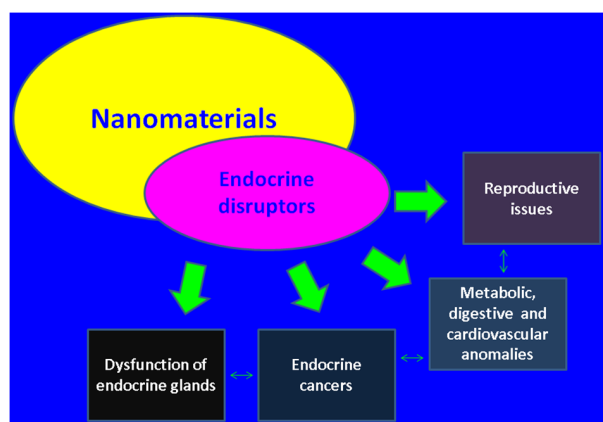 Nanomaterials
Endocrine
disruptors
Reproductive
issues
Metabolic,
digestive and
cardiovascular
anomalies
Dysfunction of
endocrine glands
Endocrine
cancers